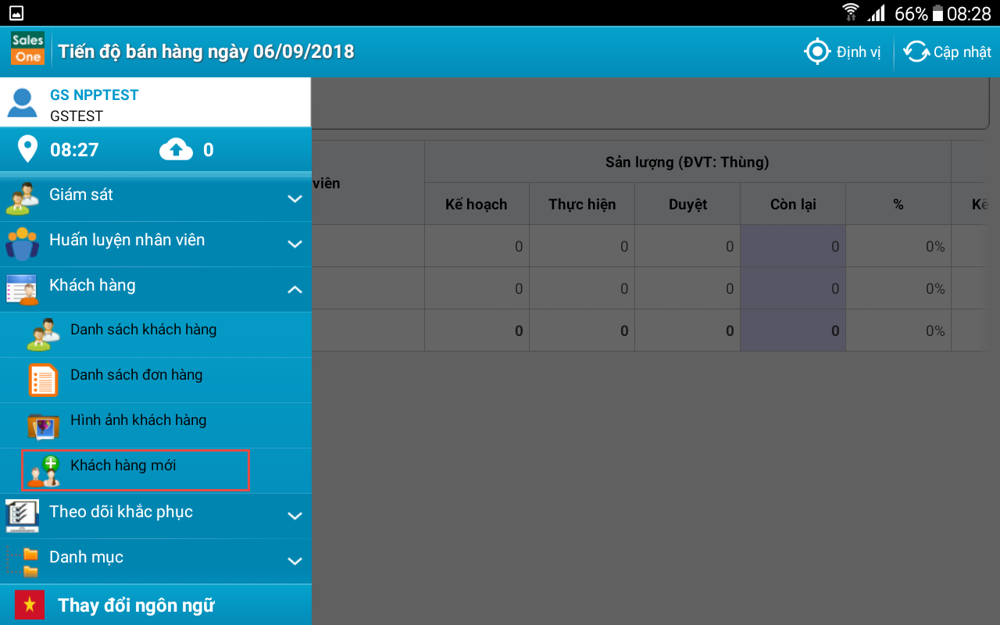 66% 08:28
Sales
One
Tiến độ bán hàng ngày 06/09/2018
Định vị
Cập nhật
GS NPPTEST
GSTEST
08:27
0
Giám sát
Huấn luyện nhân viên
Khách hàng
Danh sách khách hàng
Danh sách đơn hàng
Hình ảnh khách hàng
Khách hàng mới
Theo dõi khắc phục
Danh mục
Thay đổi ngôn ngữ
viên
Sản lượng (ĐVT: Thùng)
Kế hoạch Thực hiện Duyệt Còn lại % Kế
0 0 0 0 0%
0 0 0 0 0%
0 0 0 0 0%